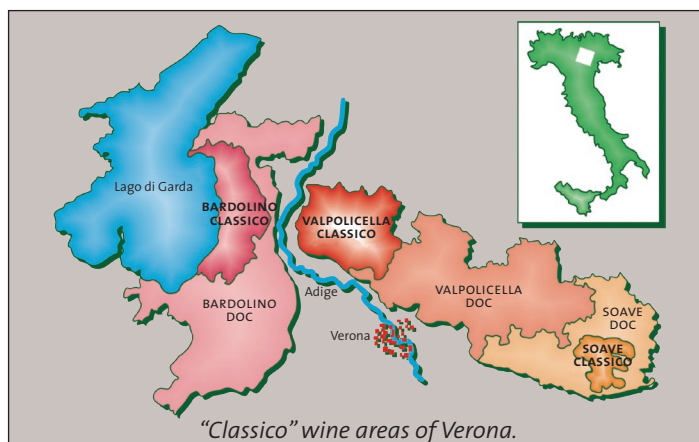 Lago di Garda
BARDOLINO
CLASSICO
VALPOLICELLA
CLASSICO
BARDOLINO
DOC
Adige
VALPOLICELLA
DOC
Verona
SOAVE
DOC
SOAVE
CLASSICO
“Classico” wine areas of Verona.